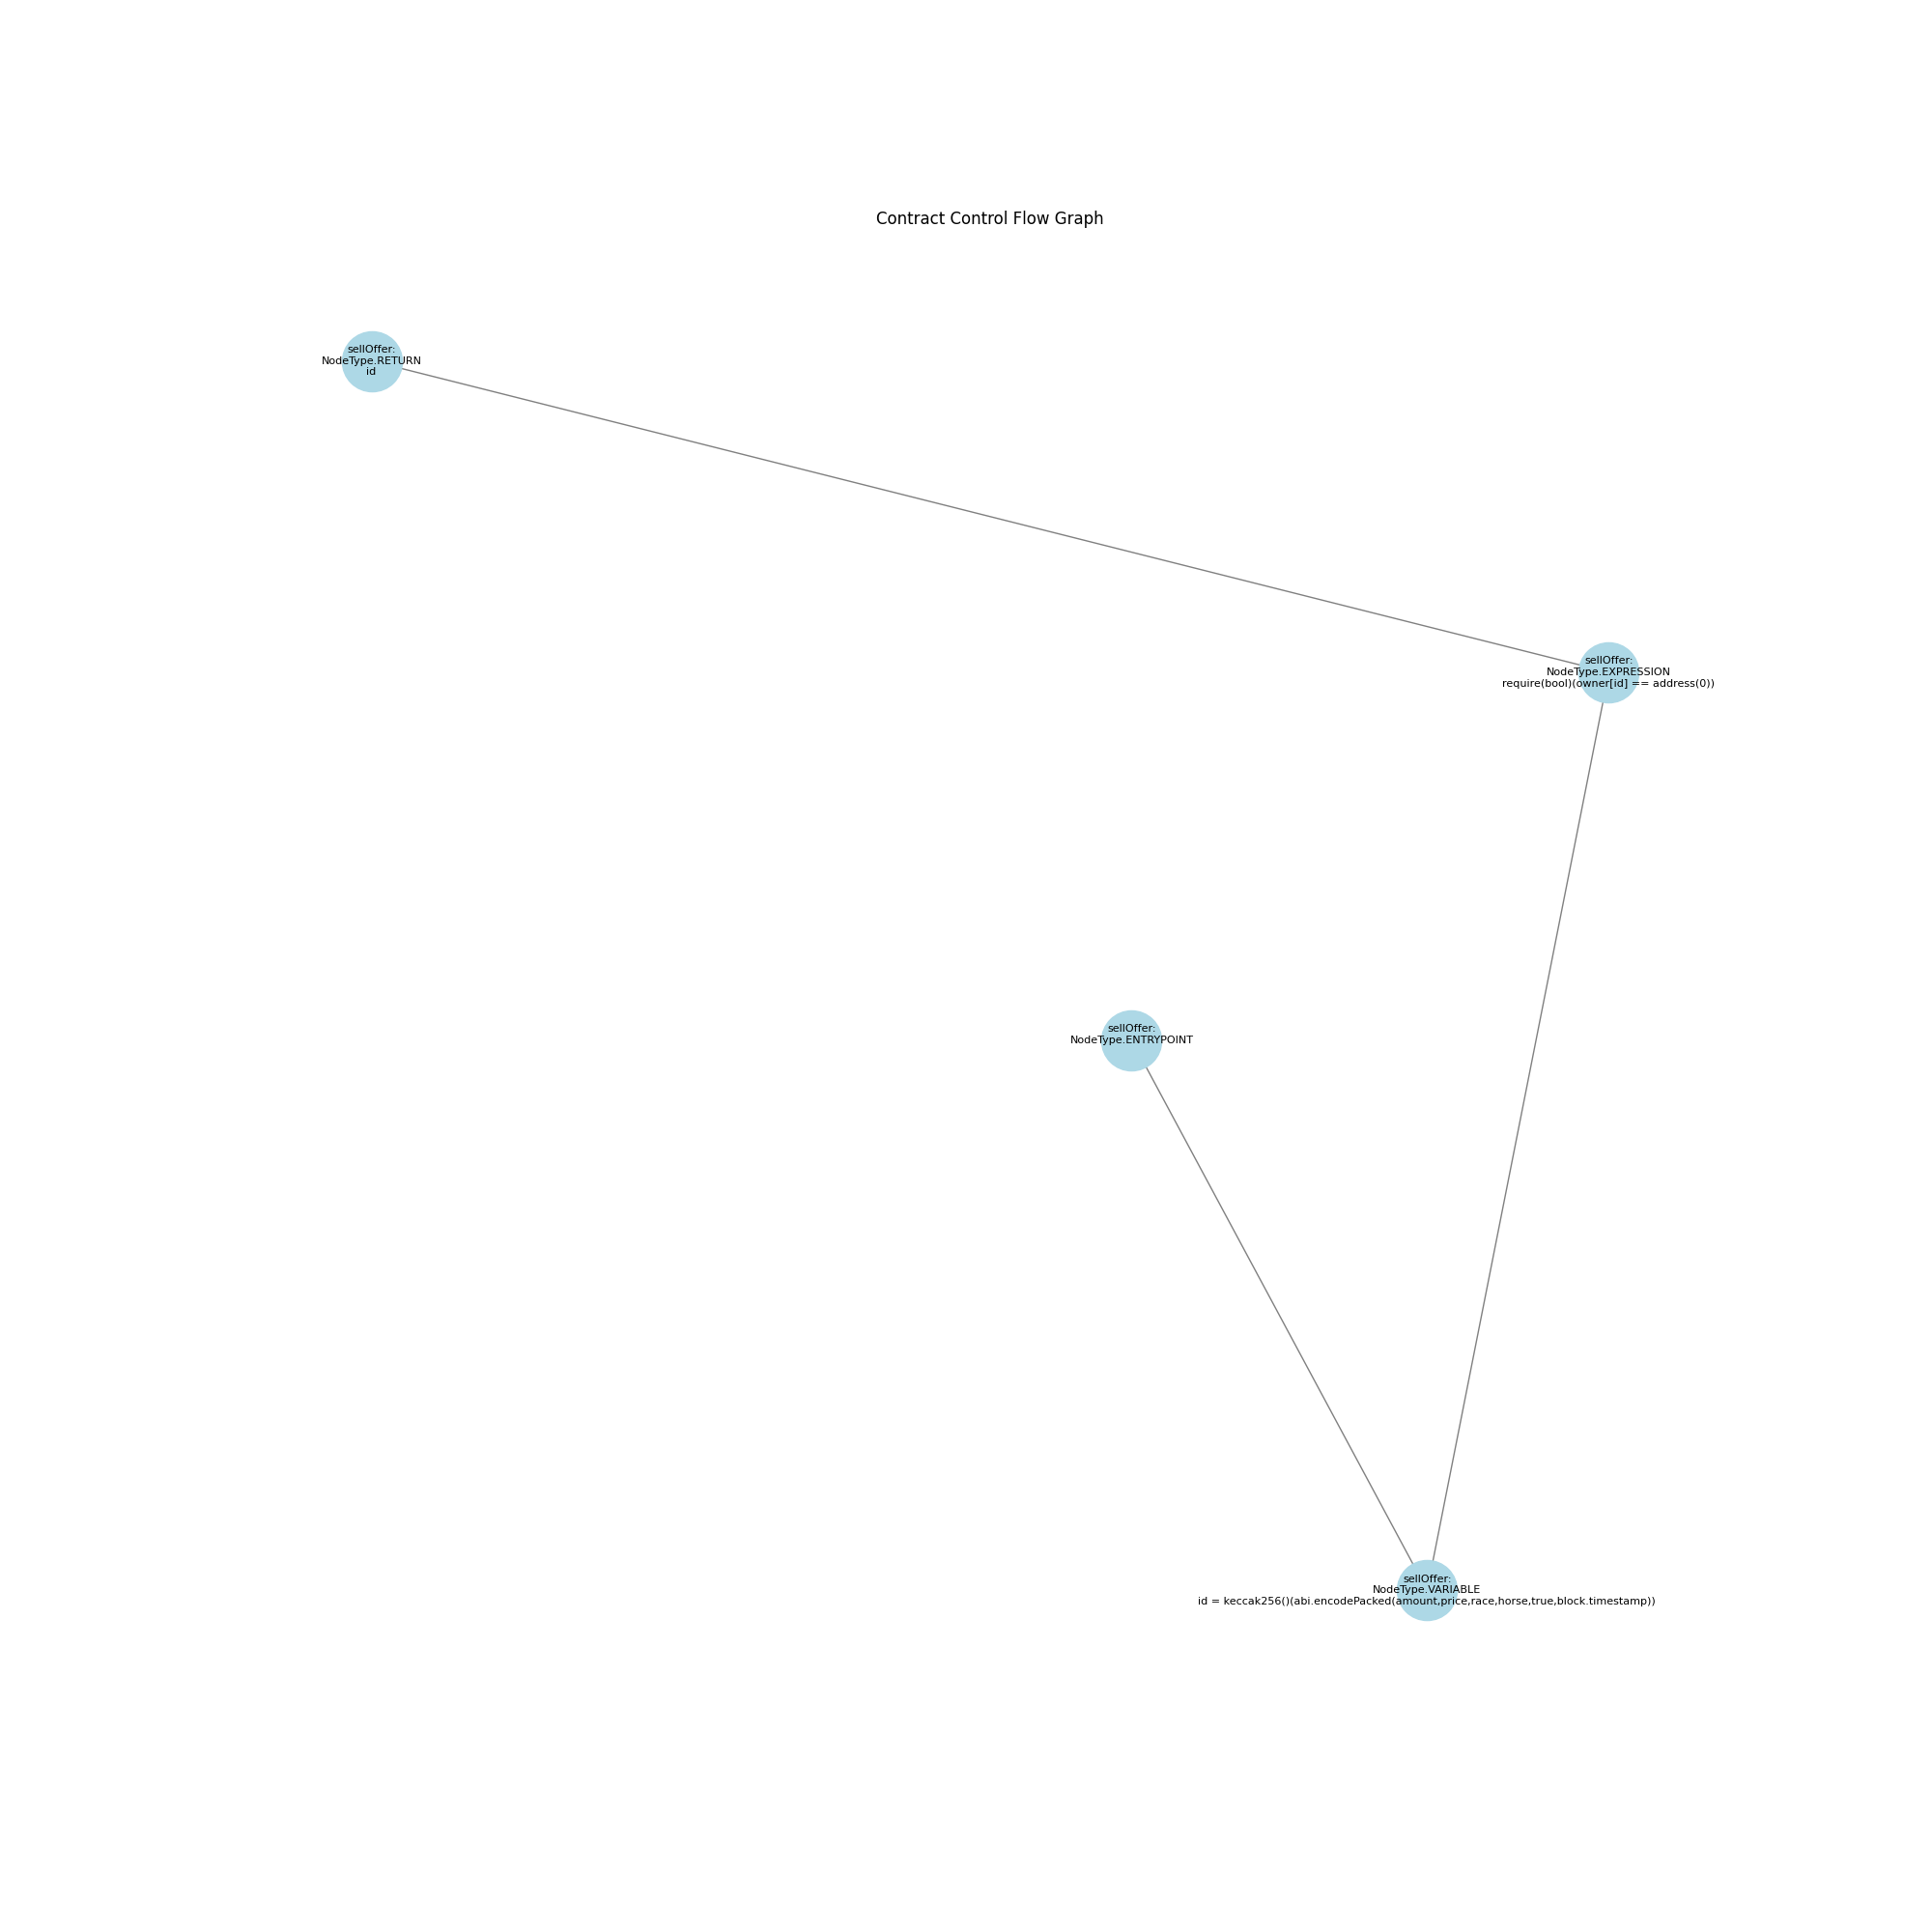 Contract Control Flow Graph
sellOffer:
NodeType.RETURN
id
sellOffer:
NodeType.EXPRESSION
require(bool)(owner[id] == address(0))
sellOffer:
NodeType.ENTRYPOINT
sellOffer:
NodeType.VARIABLE
id = keccak256()(abi.encodePacked(amount,price,race,horse,true,block.timestamp))